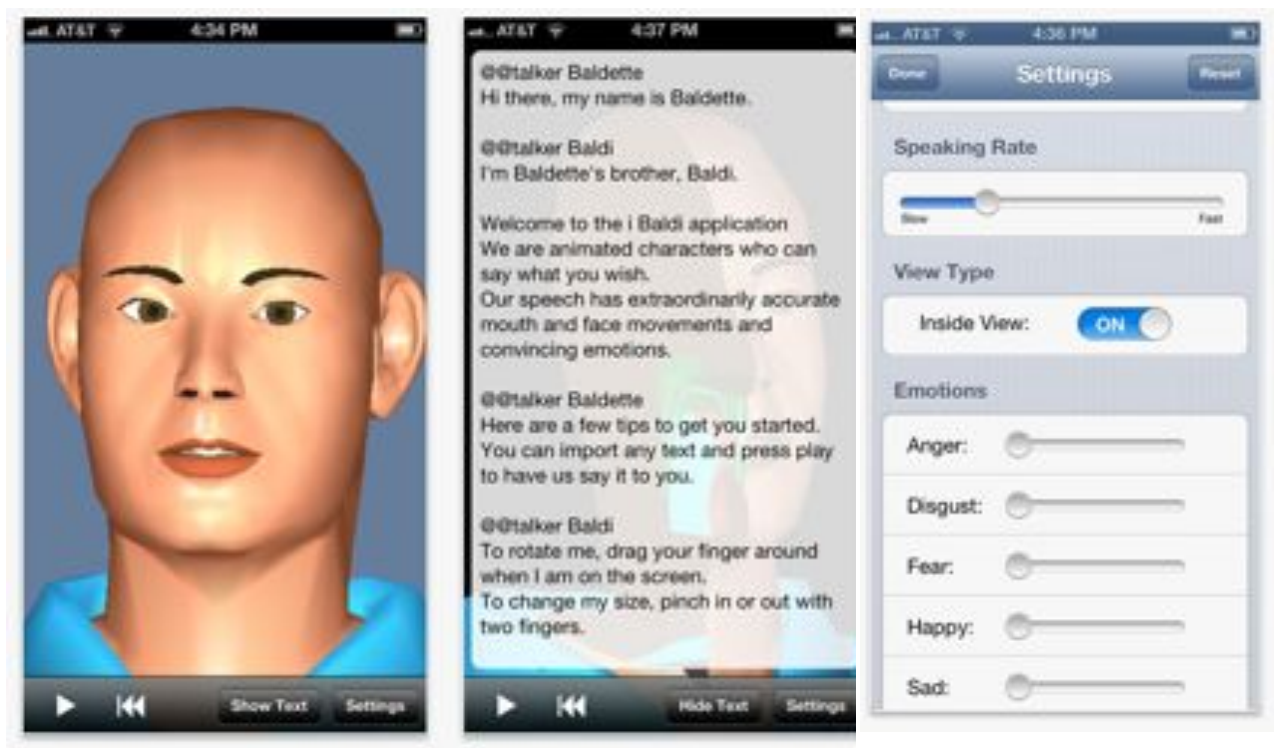 AT&T 4:34 PM
Show Text
Settings
AT&T 4:37 PM
@@talker Baldette
Hi there, my name is Baldette.
@@talker Baldi
I'm Baldette's brother, Baldi.
Welcome to the i Baldi application
We are animated characters who can
say what you wish.
Our speech has extraordinarily accurate
mouth and face movements and
convincing emotions.
@@talker Baldette
Here are a few tips to get you started.
You can import any text and press play
to have us say it to you.
@@talker Baldi
To rotate me, drag your finger around
when I am on the screen.
To change my size, pinch in or out with
two fingers.
Hide Text
Settings
AT&T 4:36 PM
Done Settings Reset
Speaking Rate
Slow Fast
View Type
Inside View: ON
Emotions
Anger:
Disgust:
Fear:
Happy:
Sad: